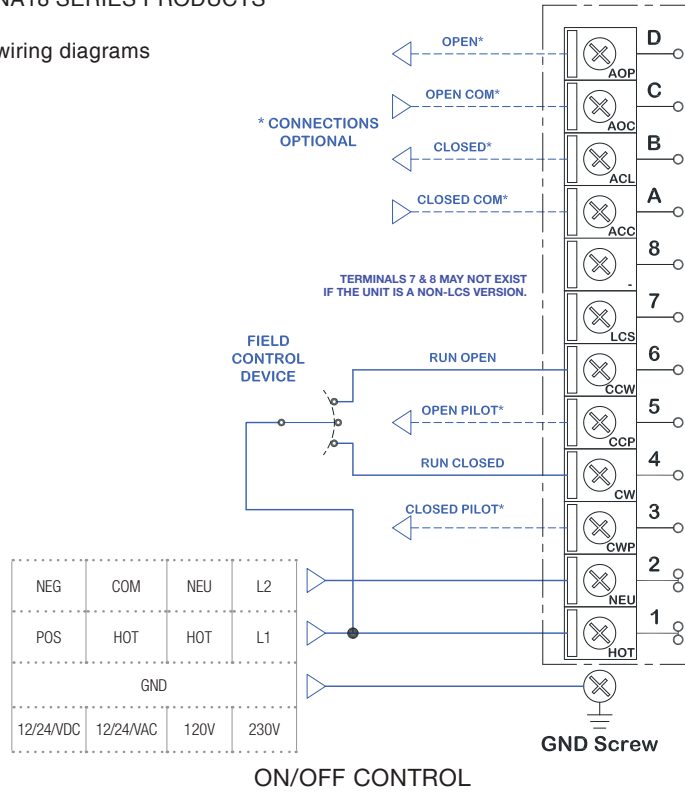 NA18 SERIES PRODUCTS
wiring diagrams
OPEN*
D
AOP
OPEN COM*
C
AOC
* CONNECTIONS
OPTIONAL
CLOSED*
B
ACL
CLOSED COM*
A
ACC
8
-
TERMINALS 7 & 8 MAY NOT EXIST
IF THE UNIT IS A NON-LCS VERSION.
7
LCS
FIELD
CONTROL
DEVICE
RUN OPEN
6
CCW
OPEN PILOT*
5
CCP
RUN CLOSED
4
CW
CLOSED PILOT*
3
CWP
NEG COM NEU L2
2
NEU
POS HOT HOT L1
1
HOT
GND
12/24/VDC 12/24/VAC 120V 230V
GND Screw
ON/OFF CONTROL